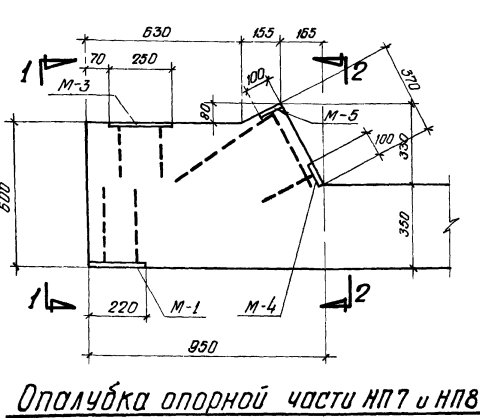 630 155 165
1 70 250 100 2
М-3 80 М-5 370
100 330
600 350
1 220 М-1 М-4 2
950
Опалубка опорной части НП7 и НП8